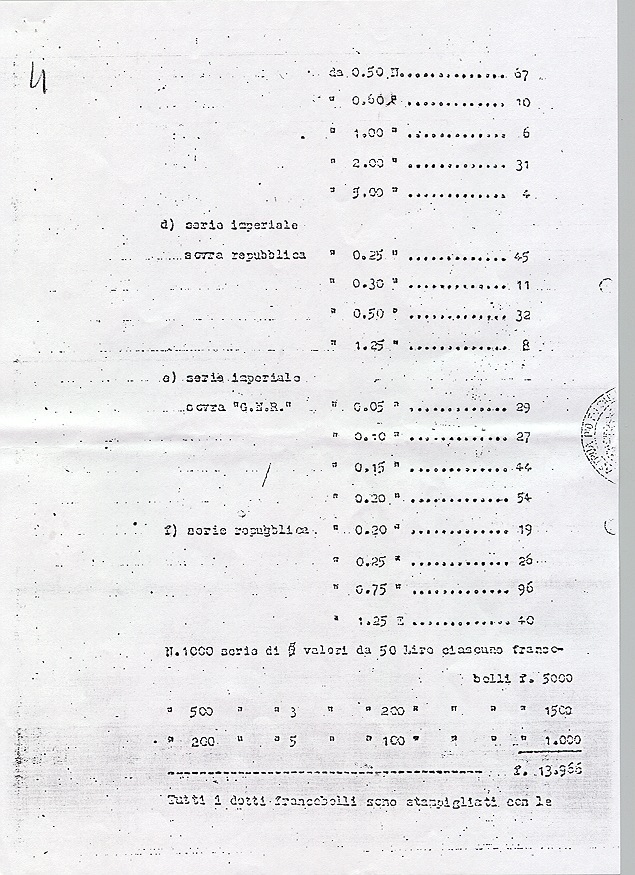 4
da 0.50 N.............. 67
" 0.60 " ............. 10
" 1.00 " ............. 6
" 2.00 " ............. 31
" 5.00 " ............. 4
d) serie imperiale
sovra repubblica " 0.25 " ............. 45
" 0.30 " ............. 11
" 0.50 " ............. 32
" 1.25 " ............. 8
e) serie imperiale
sovra "G.N.R." " 0.05 " ............. 29
" 0.10 " ............. 27
" 0.15 " ............. 44
" 0.20 " ............. 54
f) serie repubblica " 0.20 " ............. 19
" 0.25 " ............. 26
" 0.75 " ............. 96
" 1.25 " ............. 40
N.1000 serie di 5 valori da 50 Lire ciascuno franco-
belli f. 5000
" 500 " " 3 " " 200 " " " " 1500
" 200 " " 5 " " 100 " " " " 1.000
f. 13.966
Tutti i detti francobelli sono stampigliati con le